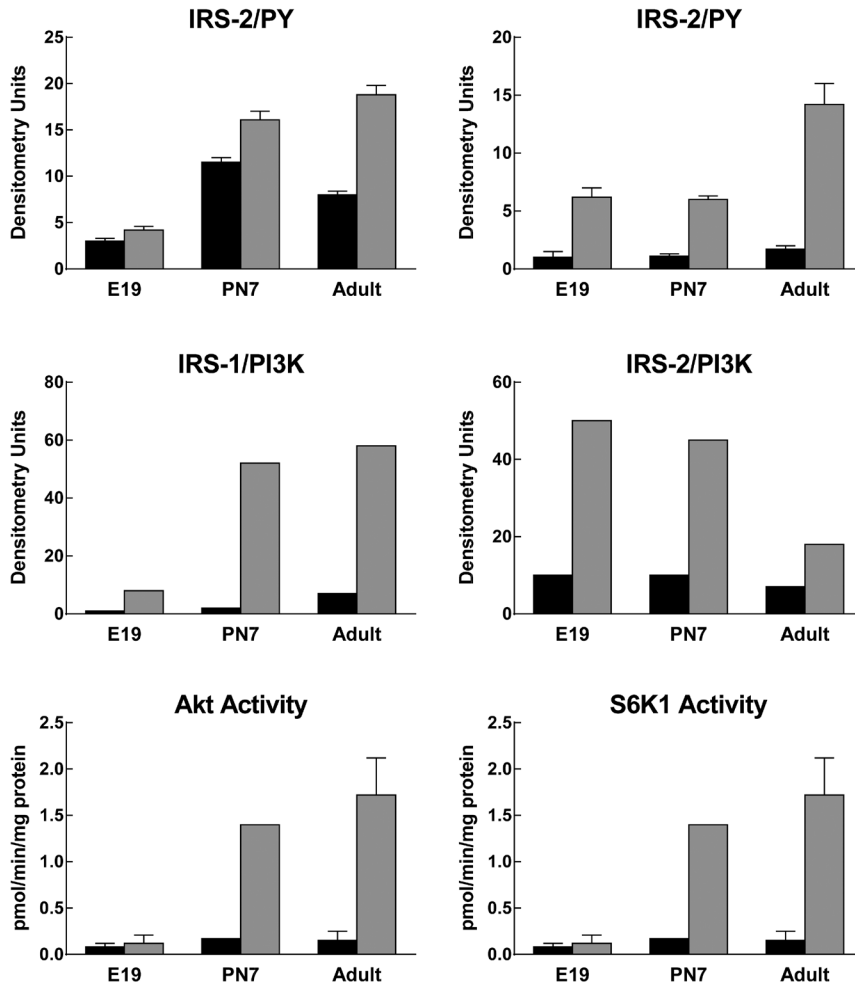 IRS-2/PY
Densitometry Units
25
20
15
10
5
0
E19 PN7 Adult
IRS-2/PY
Densitometry Units
20
15
10
5
0
E19 PN7 Adult
IRS-1/PI3K
Densitometry Units
80
60
40
20
0
E19 PN7 Adult
IRS-2/PI3K
Densitometry Units
60
40
20
0
E19 PN7 Adult
Akt Activity
pmol/min/mg protein
2.5
2.0
1.5
1.0
0.5
0.0
E19 PN7 Adult
S6K1 Activity
pmol/min/mg protein
2.5
2.0
1.5
1.0
0.5
0.0
E19 PN7 Adult